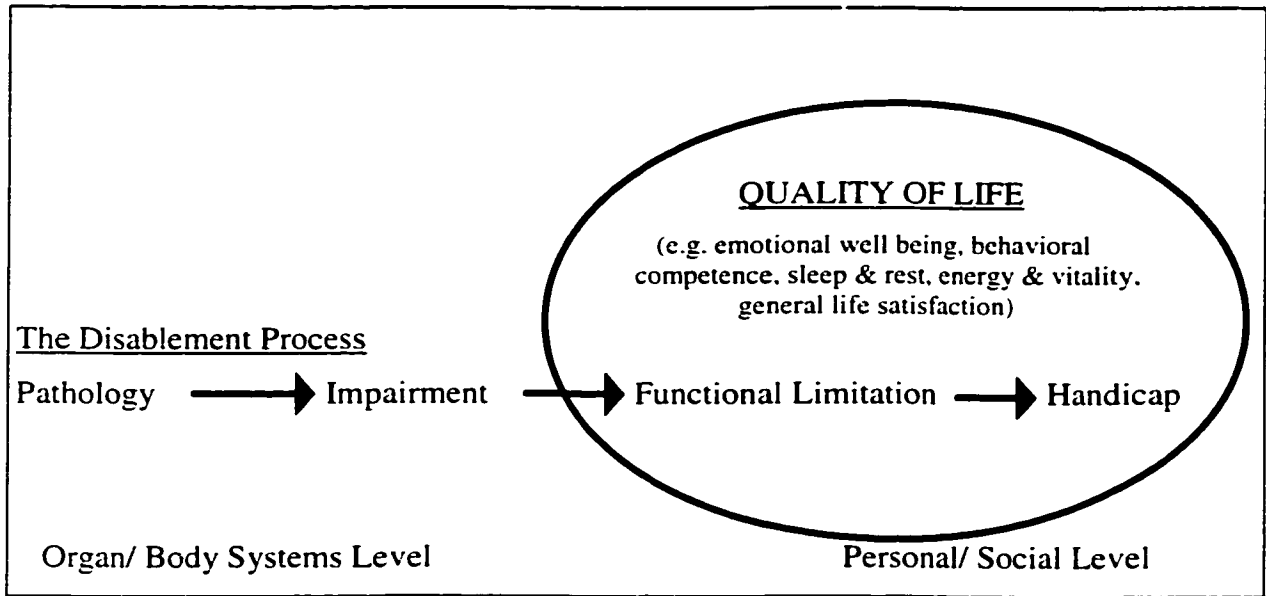 QUALITY OF LIFE
(e.g. emotional well being, behavioral
competence, sleep & rest, energy & vitality.
general life satisfaction)
The Disablement Process
Pathology Impairment Functional Limitation Handicap
Organ/ Body Systems Level Personal/ Social Level